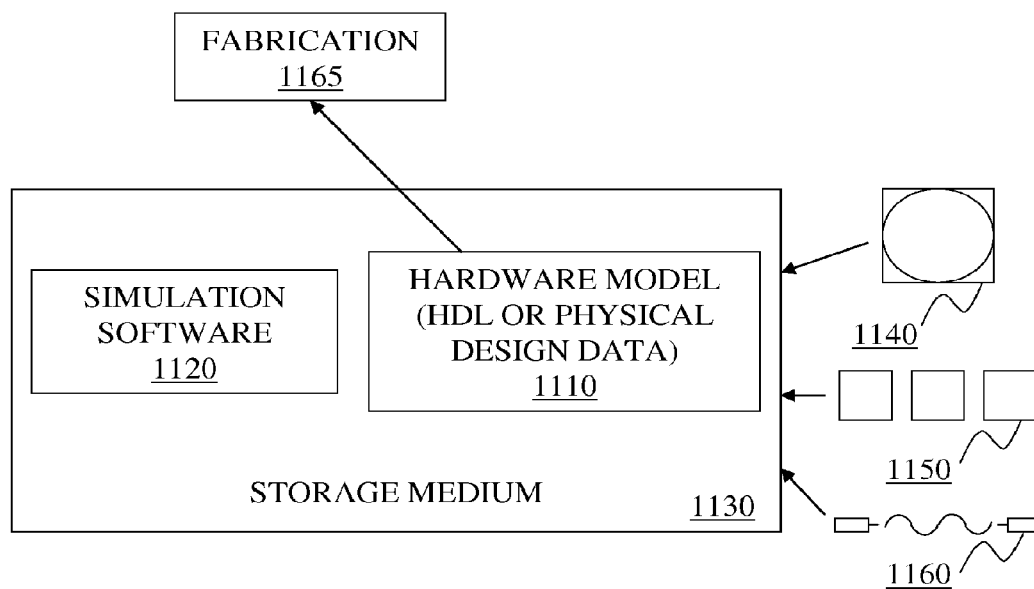 FABRICATION
1165
SIMULATION
SOFTWARE
1120
HARDWARE MODEL
(HDL OR PHYSICAL
DESIGN DATA)
1110
STORAGE MEDIUM
1130
1140
1150
1160